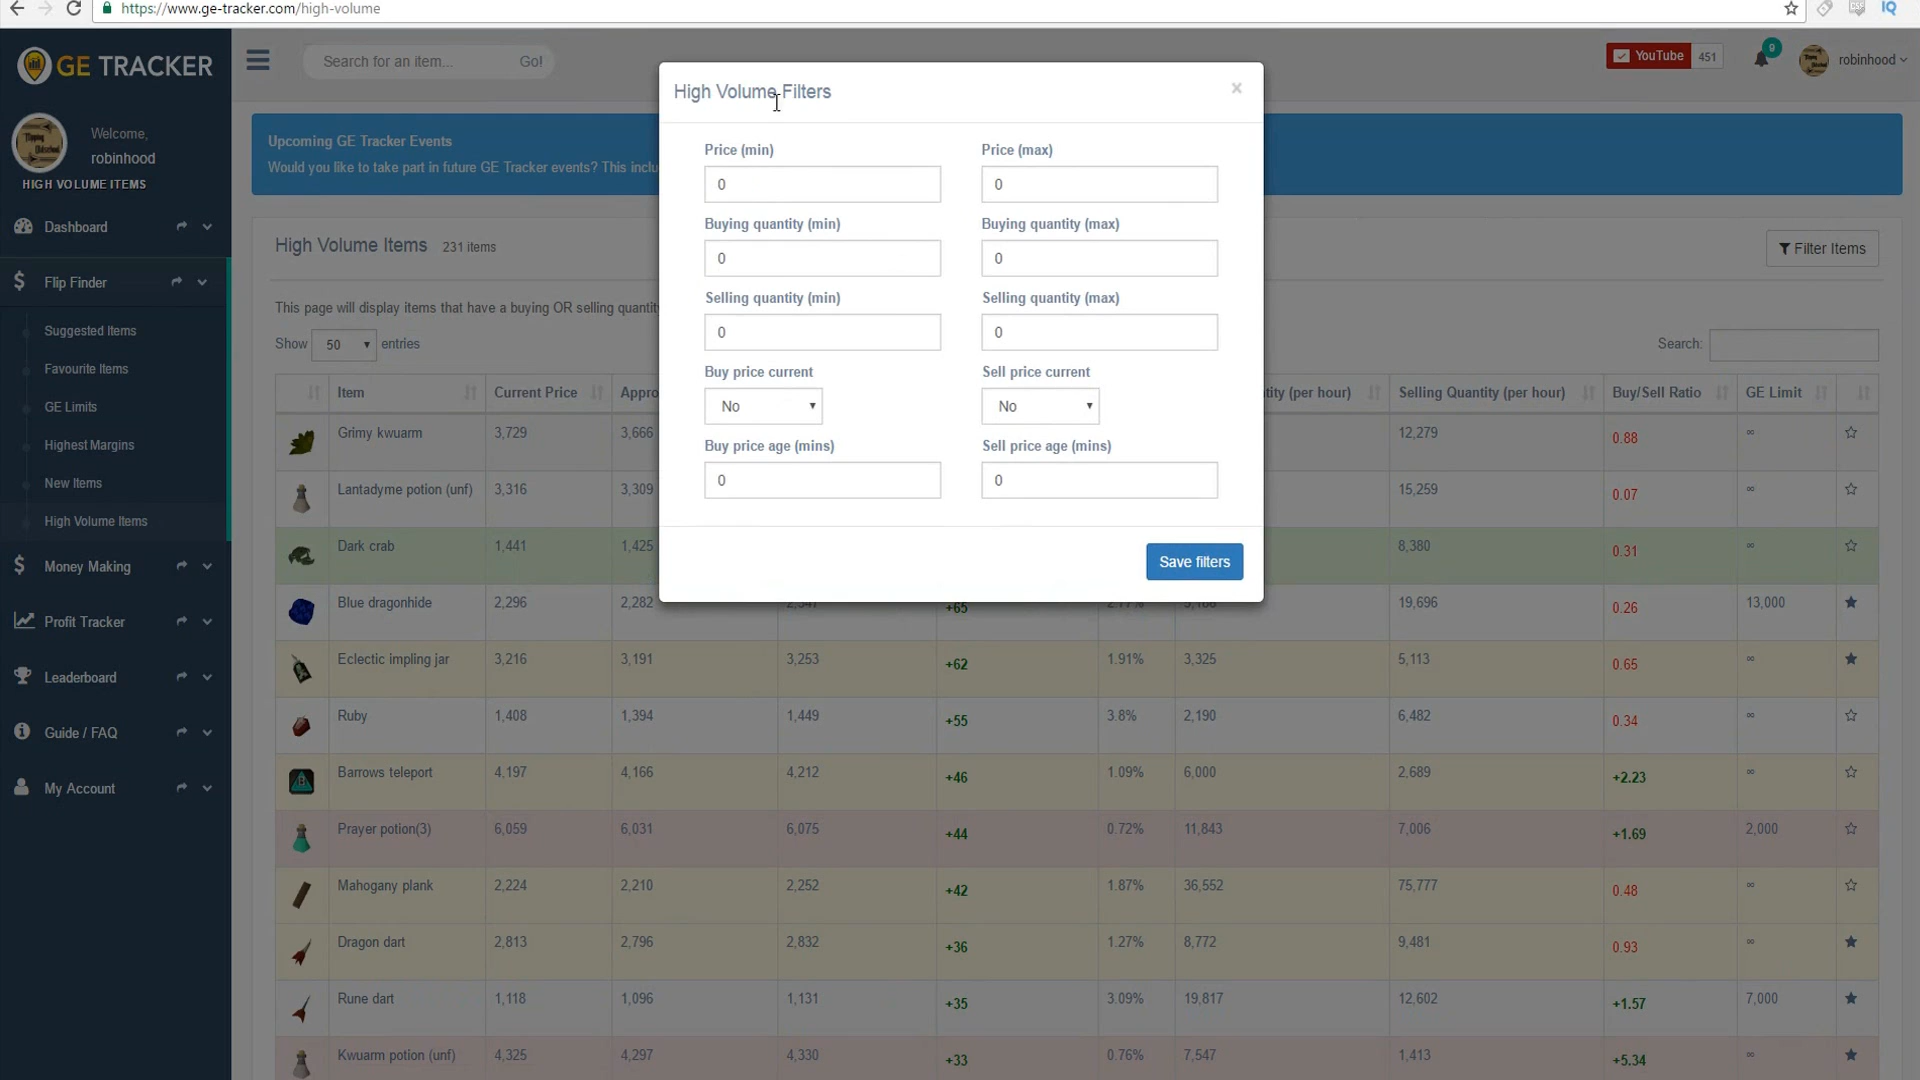 https://www.ge-tracker.com/high-volume
GE TRACKER
Search for an item... Go!
YouTube 451
9
robinhood
Welcome,
robinhood
HIGH VOLUME ITEMS
Dashboard
Flip Finder
Suggested Items
Favourite Items
GE Limits
Highest Margins
New Items
High Volume Items
Money Making
Profit Tracker
Leaderboard
Guide / FAQ
My Account
Upcoming GE Tracker Events
Would you like to take part in future GE Tracker events? This inclu
High Volume Items 231 items
Filter Items
This page will display items that have a buying OR selling quantity
Show 50 entries
Search:
High Volume Filters ×
Price (min) Price (max)
0 0
Buying quantity (min) Buying quantity (max)
0 0
Selling quantity (min) Selling quantity (max)
0 0
Buy price current Sell price current
No No
Buy price age (mins) Sell price age (mins)
0 0
Save filters
Item Current Price Appro tity (per hour) Selling Quantity (per hour) Buy/Sell Ratio GE Limit
Grimy kwuarm 3,729 3,666 12,279 0.88 ∞
Lantadyme potion (unf) 3,316 3,309 15,259 0.07 ∞
Dark crab 1,441 1,425 8,380 0.31 ∞
Blue dragonhide 2,296 2,282 +65 19,696 0.26 13,000
Eclectic impling jar 3,216 3,191 3,253 +62 1.91% 3,325 5,113 0.65 ∞
Ruby 1,408 1,394 1,449 +55 3.8% 2,190 6,482 0.34 ∞
Barrows teleport 4,197 4,166 4,212 +46 1.09% 6,000 2,689 +2.23 ∞
Prayer potion(3) 6,059 6,031 6,075 +44 0.72% 11,843 7,006 +1.69 2,000
Mahogany plank 2,224 2,210 2,252 +42 1.87% 36,552 75,777 0.48 ∞
Dragon dart 2,813 2,796 2,832 +36 1.27% 8,772 9,481 0.93 ∞
Rune dart 1,118 1,096 1,131 +35 3.09% 19,817 12,602 +1.57 7,000
Kwuarm potion (unf) 4,325 4,297 4,330 +33 0.76% 7,547 1,413 +5.34 ∞